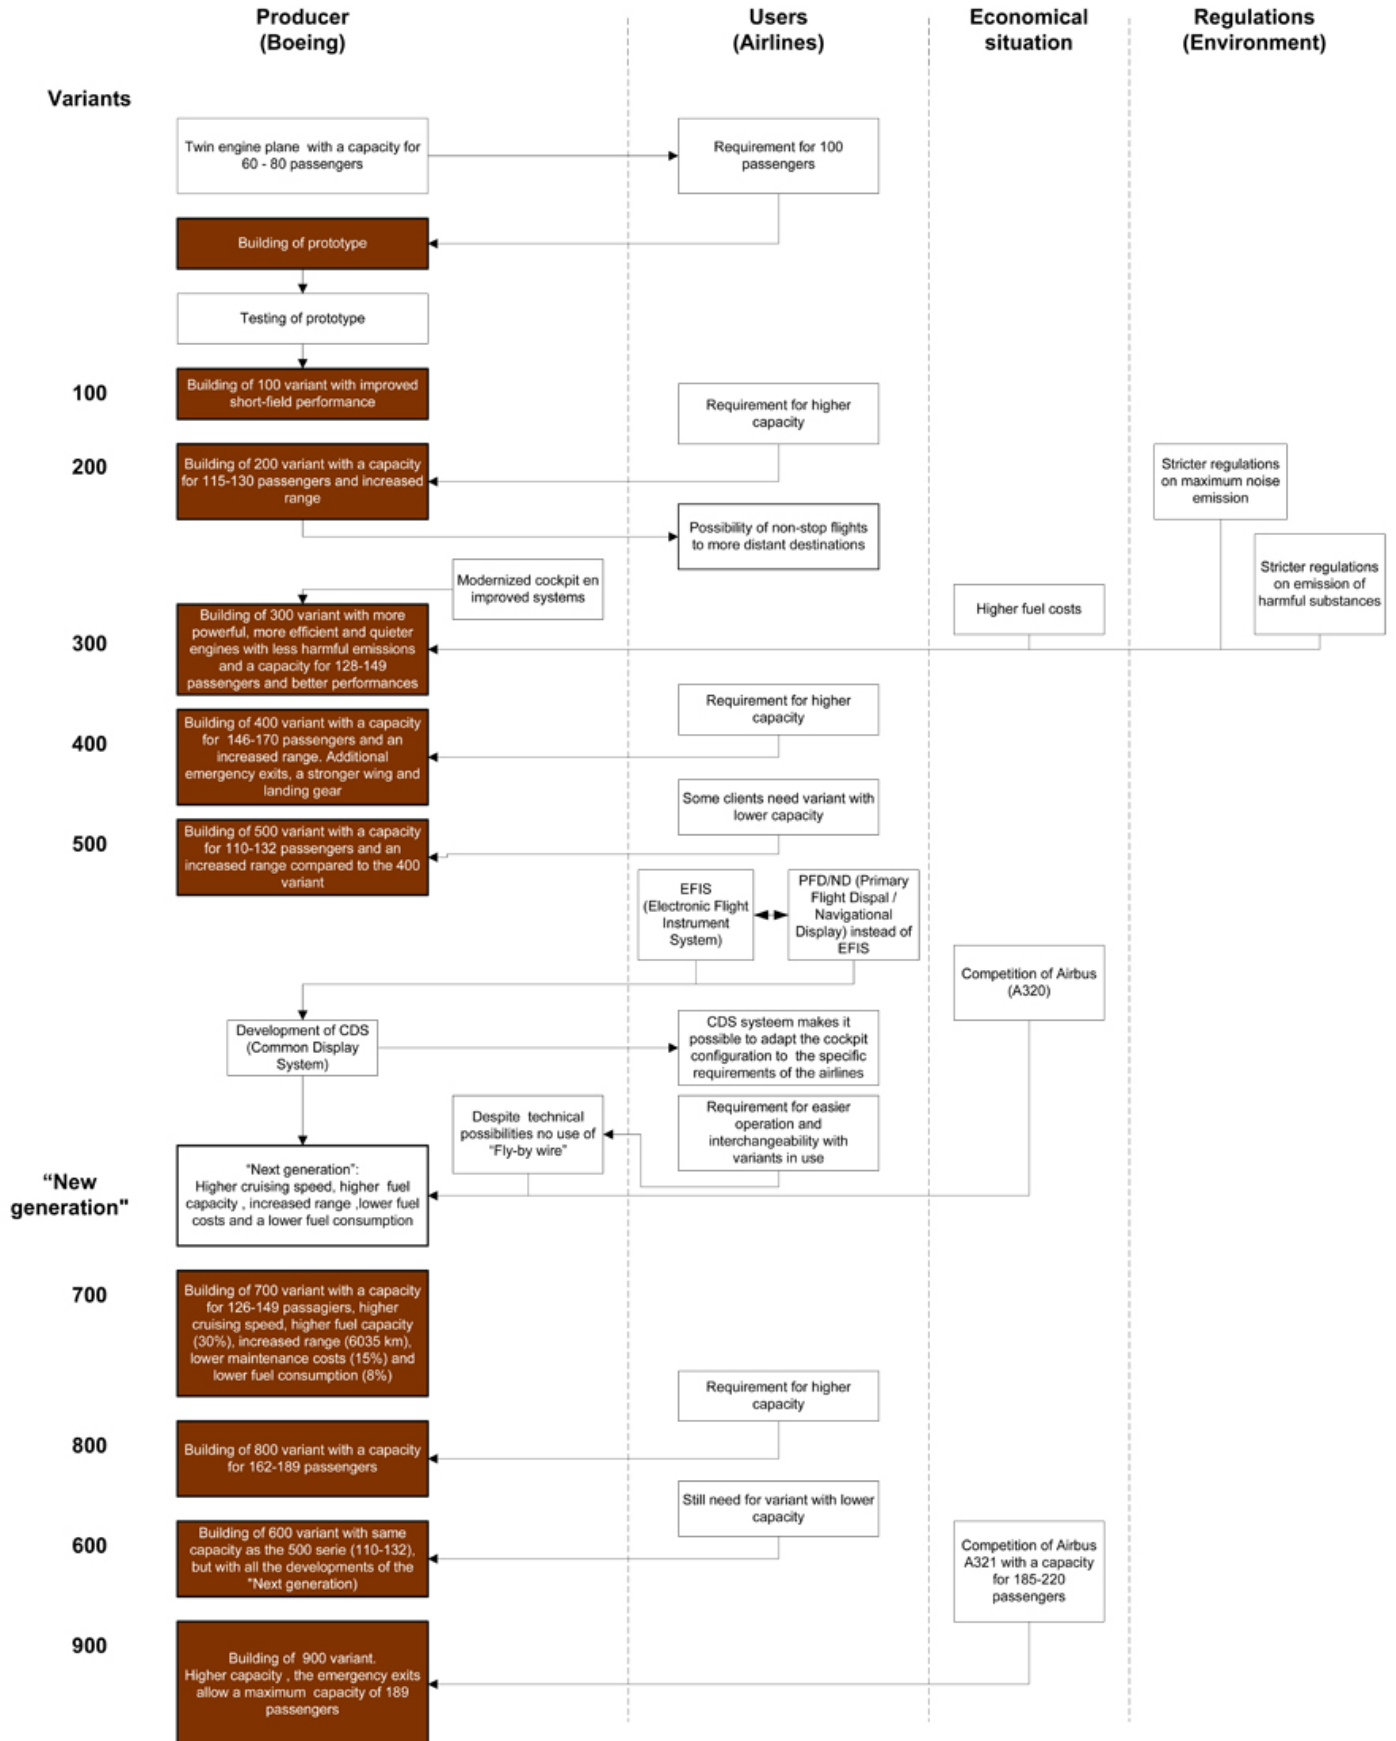 Producer
(Boeing)
Users
(Airlines)
Economical
situation
Regulations
(Environment)
Variants
Twin engine plane with a capacity for
60 - 80 passengers
Requirement for 100
passengers
Building of prototype
Testing of prototype
100
Building of 100 variant with improved
short-field performance
Requirement for higher
capacity
200
Building of 200 variant with a capacity
for 115-130 passengers and increased
range
Stricter regulations
on maximum noise
emission
Possibility of non-stop flights
to more distant destinations
Stricter regulations
on emission of
harmful substances
Modernized cockpit en
improved systems
Higher fuel costs
300
Building of 300 variant with more
powerful, more efficient and quieter
engines with less harmful emissions
and a capacity for 128-149
passengers and better performances
Requirement for higher
capacity
400
Building of 400 variant with a capacity
for 146-170 passengers and an
increased range. Additional
emergency exits, a stronger wing and
landing gear
Some clients need variant with
lower capacity
500
Building of 500 variant with a capacity
for 110-132 passengers and an
increased range compared to the 400
variant
EFIS
(Electronic Flight
Instrument
System)
PFD/ND (Primary
Flight Dispal /
Navigational
Display) instead of
EFIS
Competition of Airbus
(A320)
Development of CDS
(Common Display
System)
CDS systeem makes it
possible to adapt the cockpit
configuration to the specific
requirements of the airlines
Despite technical
possibilities no use of
“Fly-by wire”
Requirement for easier
operation and
interchangeability with
variants in use
“New
generation"
“Next generation”:
Higher cruising speed, higher fuel
capacity , increased range ,lower fuel
costs and a lower fuel consumption
700
Building of 700 variant with a capacity
for 126-149 passagiers, higher
cruising speed, higher fuel capacity
(30%), increased range (6035 km),
lower maintenance costs (15%) and
lower fuel consumption (8%)
Requirement for higher
capacity
800
Building of 800 variant with a capacity
for 162-189 passengers
Still need for variant with lower
capacity
600
Building of 600 variant with same
capacity as the 500 serie (110-132),
but with all the developments of the
"Next generation)
Competition of Airbus
A321 with a capacity
for 185-220
passengers
900
Building of 900 variant.
Higher capacity , the emergency exits
allow a maximum capacity of 189
passengers